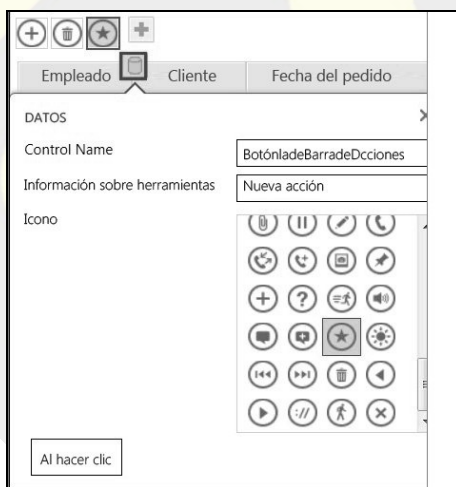 Empleado Cliente Fecha del pedido
DATOS
Control Name BotónladeBarradeDcciones
Información sobre herramientas Nueva acción
Icono
Al hacer clic